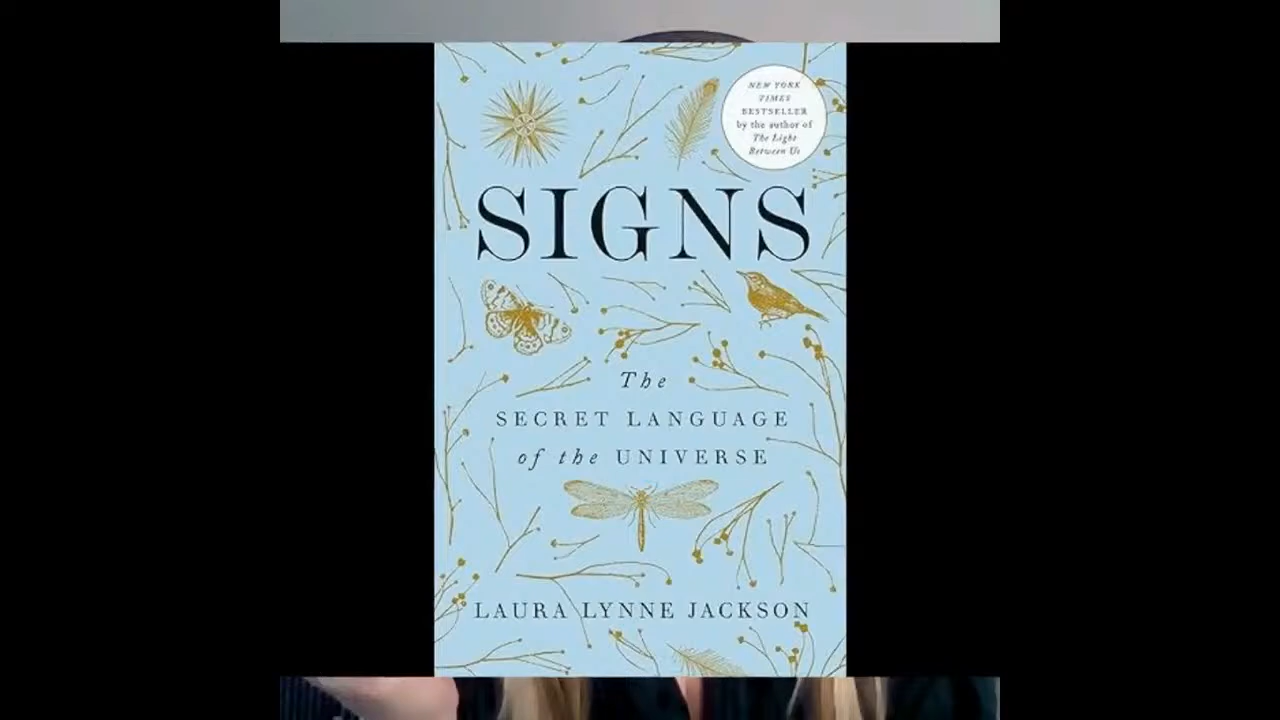 NEW YORK
TIMES
BESTSELLER
by the author of
The Light
Between Us
SIGNS
The
SECRET LANGUAGE
of the UNIVERSE
LAURA LYNNE JACKSON